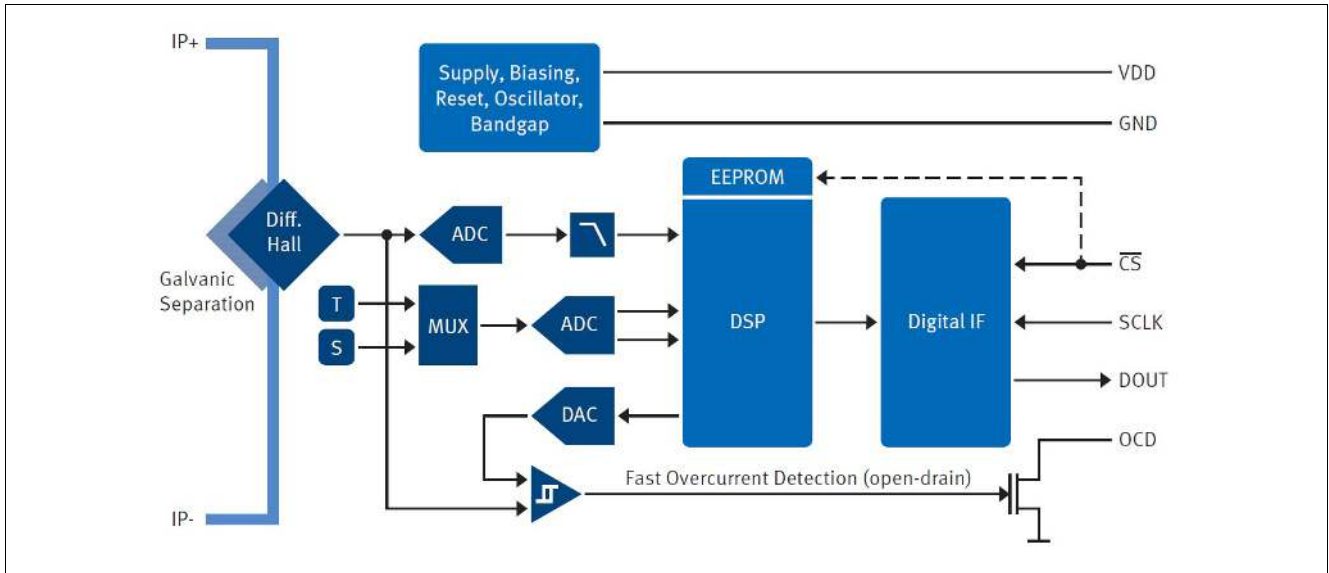 IP+
Supply, Biasing,
Reset, Oscillator,
Bandgap
VDD
GND
EEPROM
Diff.
Hall
ADC
CS
Galvanic
Separation
T
S
MUX
ADC
DSP
Digital IF
SCLK
DOUT
DAC
OCD
Fast Overcurrent Detection (open-drain)
IP-